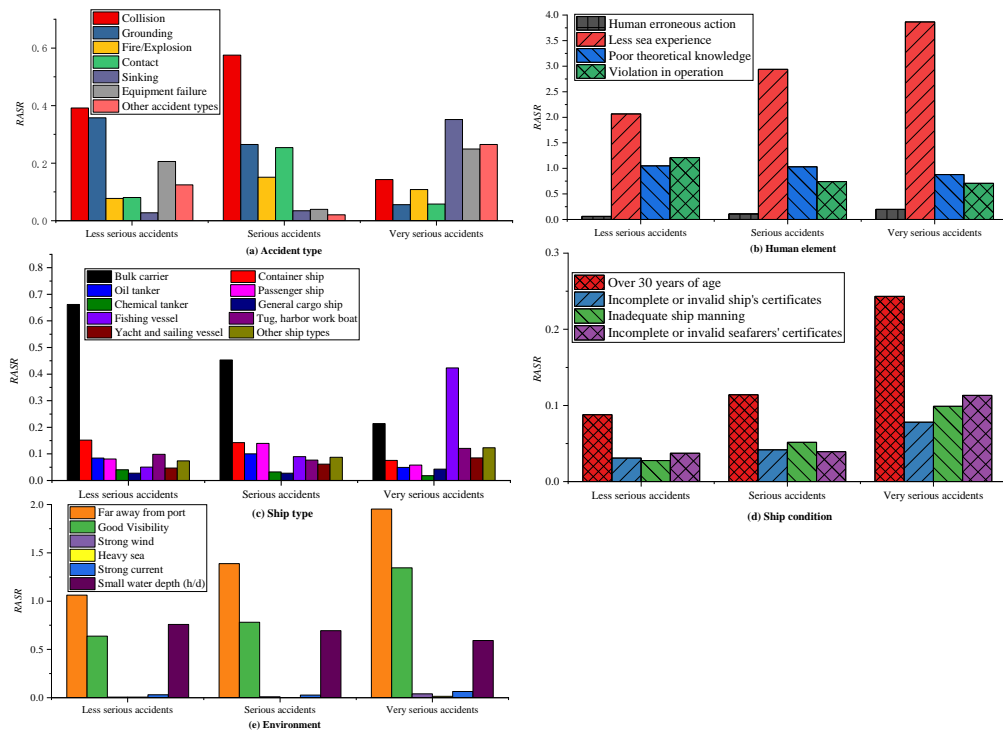 Collision
Grounding
Fire/Explosion
Contact
Sinking
Equipment failure
Other accident types
RASR
0.6
0.4
0.2
0.0
Less serious accidents
Serious accidents
Very serious accidents
(a) Accident type
Human erroneous action
Less sea experience
Poor theoretical knowledge
Violation in operation
RASR
4.0
3.5
3.0
2.5
2.0
1.5
1.0
0.5
0.0
Less serious accidents
Serious accidents
Very serious accidents
(b) Human element
Bulk carrier
Container ship
Oil tanker
Passenger ship
Chemical tanker
General cargo ship
Fishing vessel
Tug, harbor work boat
Yacht and sailing vessel
Other ship types
RASR
0.8
0.7
0.6
0.5
0.4
0.3
0.2
0.1
0.0
Less serious accidents
Serious accidents
Very serious accidents
(c) Ship type
Over 30 years of age
Incomplete or invalid ship's certificates
Inadequate ship manning
Incomplete or invalid seafarers' certificates
RASR
0.3
0.2
0.1
0.0
Less serious accidents
Serious accidents
Very serious accidents
(d) Ship condition
Far away from port
Good Visibility
Strong wind
Heavy sea
Strong current
Small water depth (h/d)
RASR
2.0
1.5
1.0
0.5
0.0
Less serious accidents
Serious accidents
Very serious accidents
(e) Environment